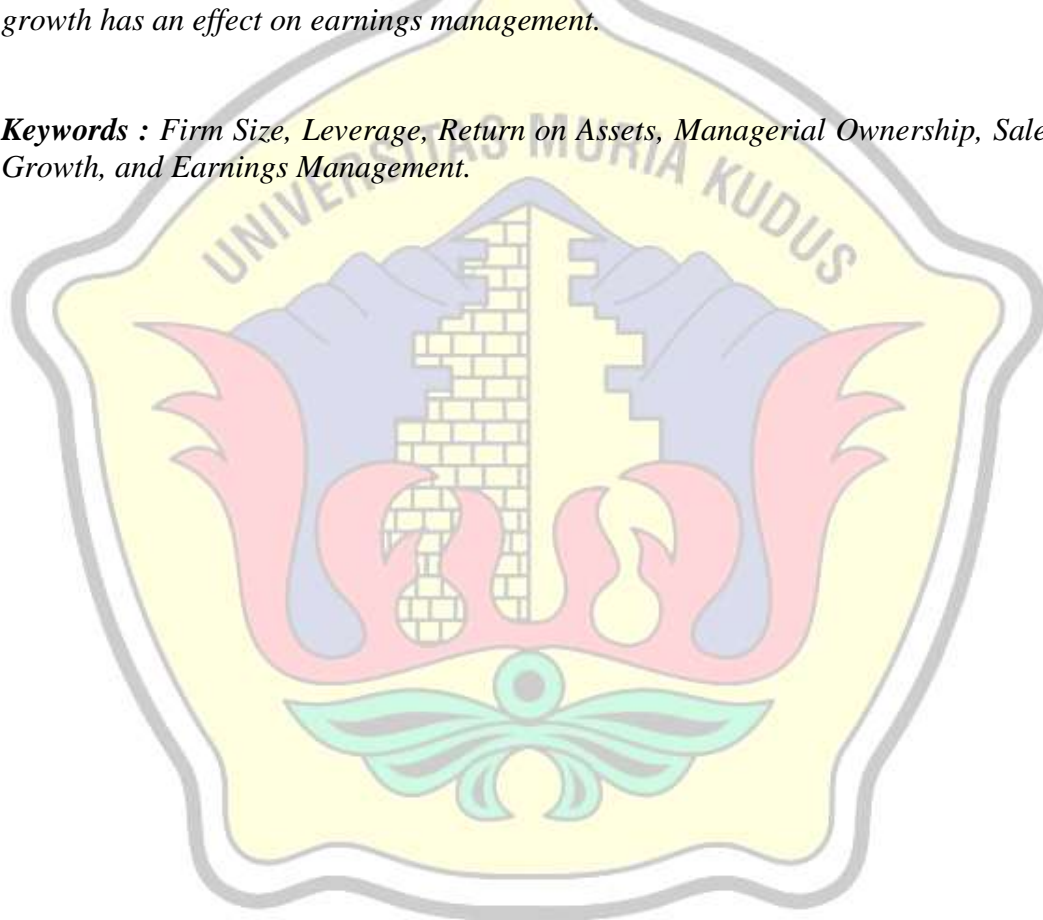 growth has an effect on earnings management.
Keywords : Firm Size, Leverage, Return on Assets, Managerial Ownership, Sale
Growth, and Earnings Management.
UNIVERSITAS MURIA KUDUS